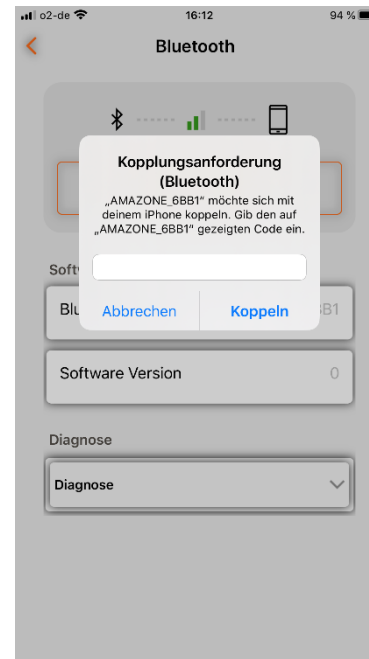 o2-de 16:12 94 %
Bluetooth
Kopplungsanforderung
(Bluetooth)
„AMAZONE_6BB1“ möchte sich mit
deinem iPhone koppeln. Gib den auf
„AMAZONE_6BB1“ gezeigten Code ein.
Soft
Blu BB1
Abbrechen Koppeln
Software Version 0
Diagnose
Diagnose